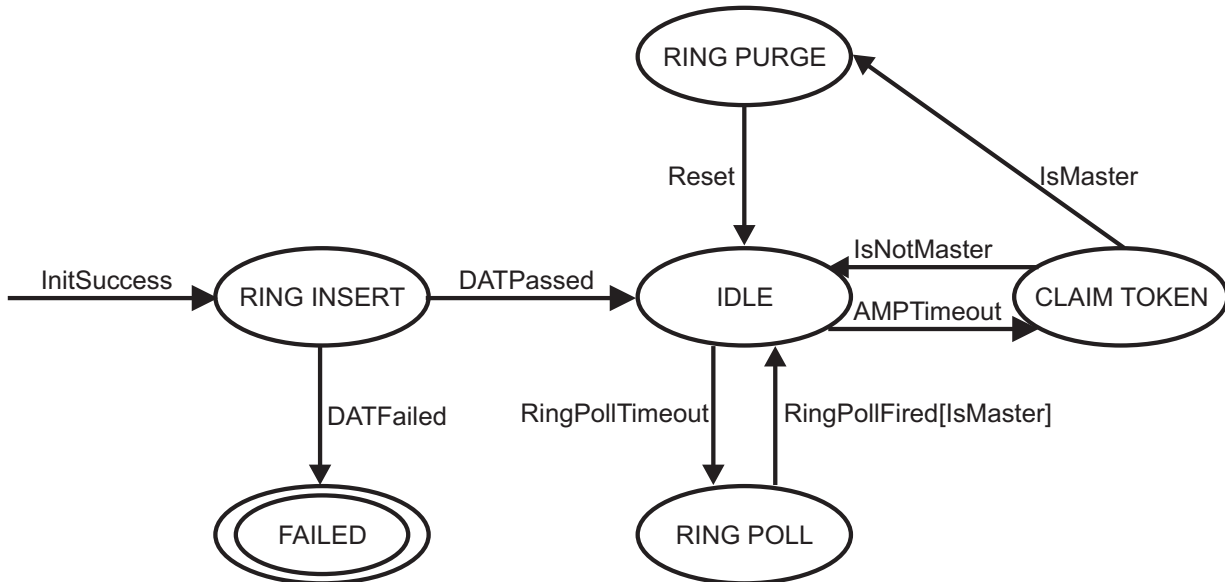 RING PURGE
Reset
IsMaster
InitSuccess
RING INSERT
DATPassed
IDLE
IsNotMaster
AMPTimeout
CLAIM TOKEN
DATFailed
RingPollTimeout
RingPollFired[IsMaster]
FAILED
RING POLL